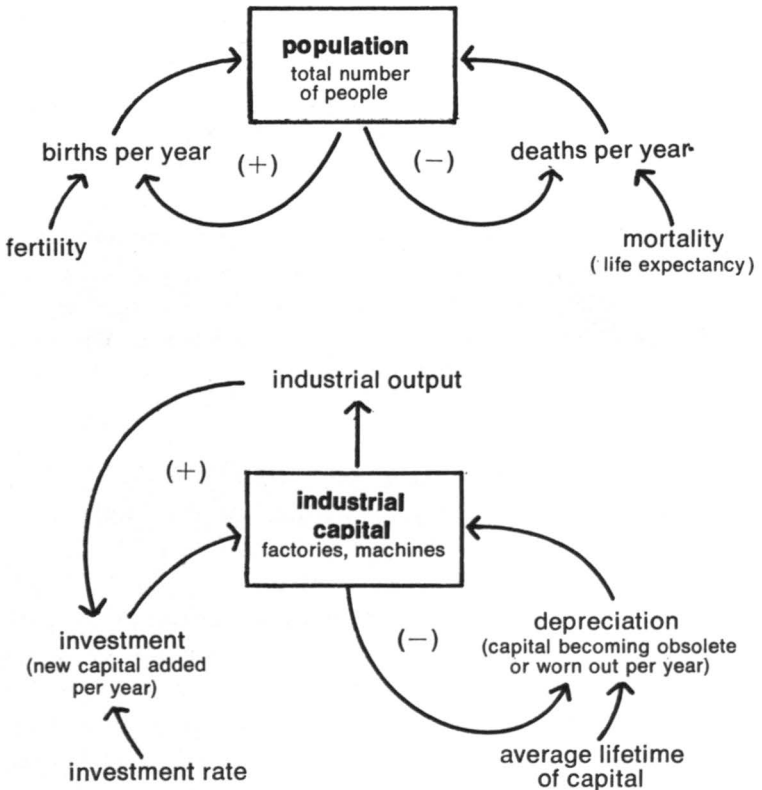 population
total number
of people
births per year
(+)
(−)
deaths per year
fertility
mortality
( life expectancy)
industrial output
(+)
industrial
capital
factories, machines
investment
(new capital added
per year)
(−)
depreciation
(capital becoming obsolete
or worn out per year)
investment rate
average lifetime
of capital